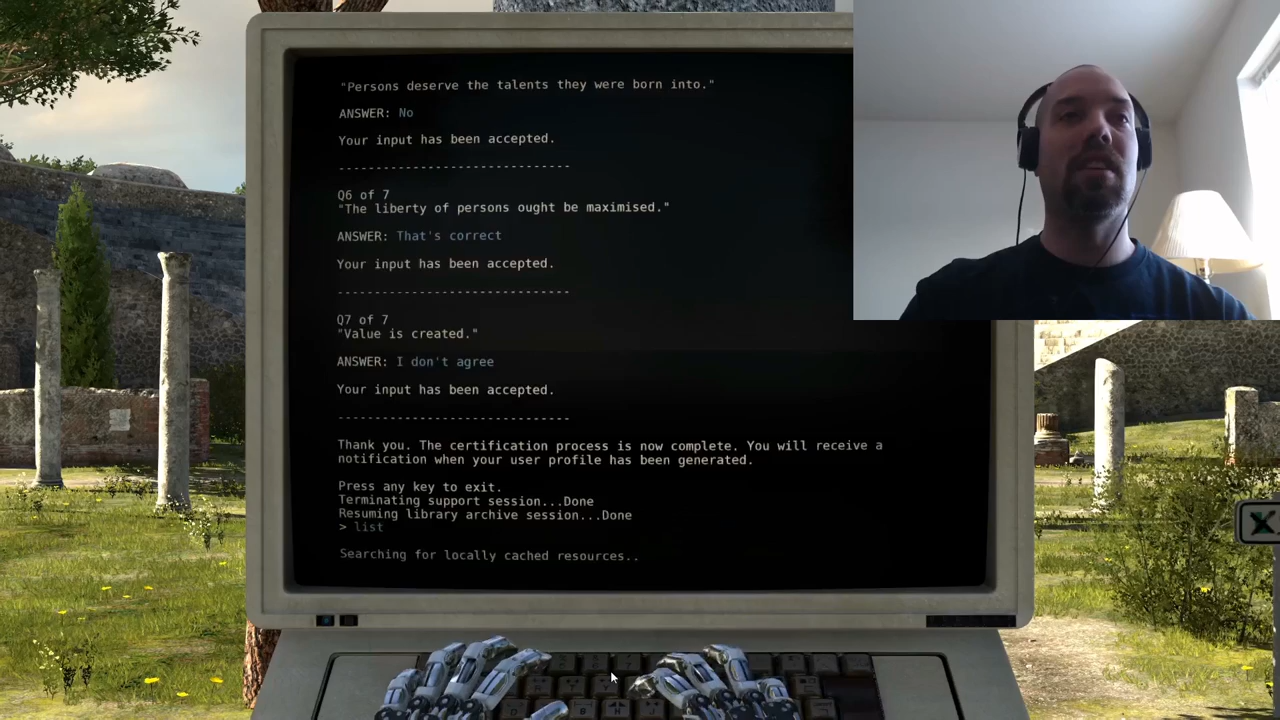 "Persons deserve the talents they were born into."
ANSWER: No
Your input has been accepted.
------------------------------
Q6 of 7
"The liberty of persons ought be maximised."
ANSWER: That's correct
Your input has been accepted.
------------------------------
Q7 of 7
"Value is created."
ANSWER: I don't agree
Your input has been accepted.
------------------------------
Thank you. The certification process is now complete. You will receive a
notification when your user profile has been generated.
Press any key to exit.
Terminating support session...Done
Resuming library archive session...Done
> list
Searching for locally cached resources..
X